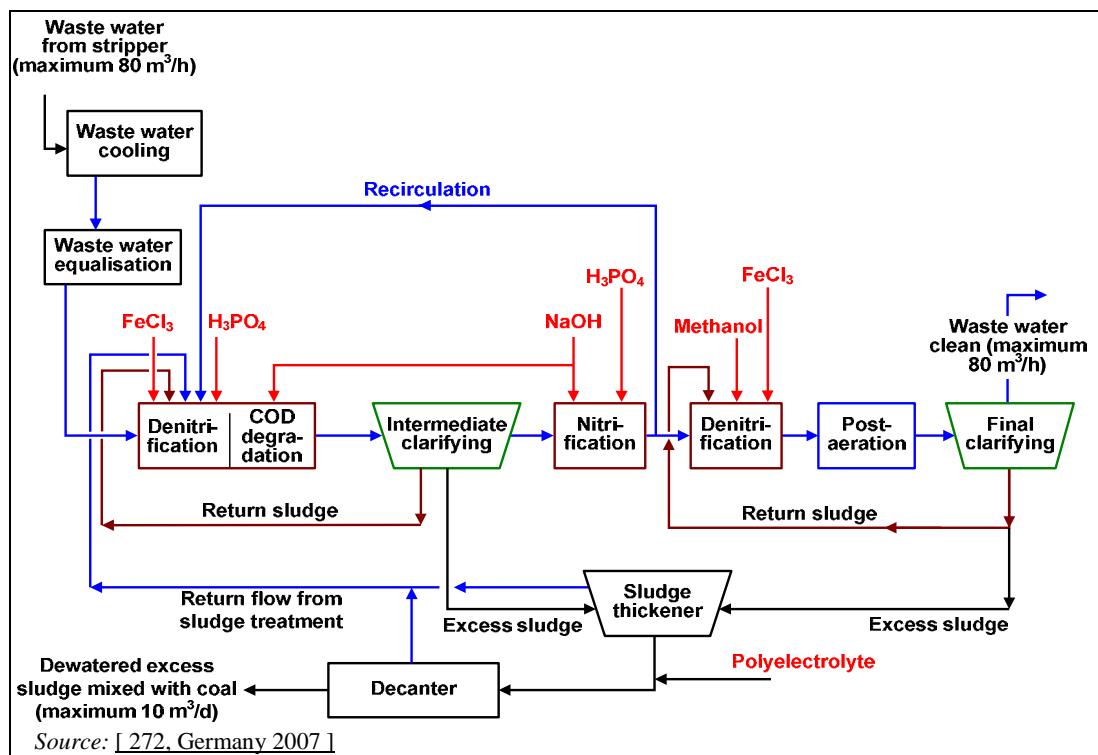 Waste water
from stripper
(maximum 80 m³/h)
Waste water
cooling
Recirculation
Waste water
equalisation
H₃PO₄
FeCl₃
FeCl₃
H₃PO₄
NaOH
Methanol
Waste water
clean (maximum
80 m³/h)
Denitri-
fication
COD
degra-
dation
Intermediate
clarifying
Nitri-
fication
Denitri-
fication
Post-
aeration
Final
clarifying
Return sludge
Return sludge
Return flow from
sludge treatment
Sludge
thickener
Excess sludge
Excess sludge
Polyelectrolyte
Dewatered excess
sludge mixed with coal
(maximum 10 m³/d)
Decanter
Source: [ 272, Germany 2007 ]